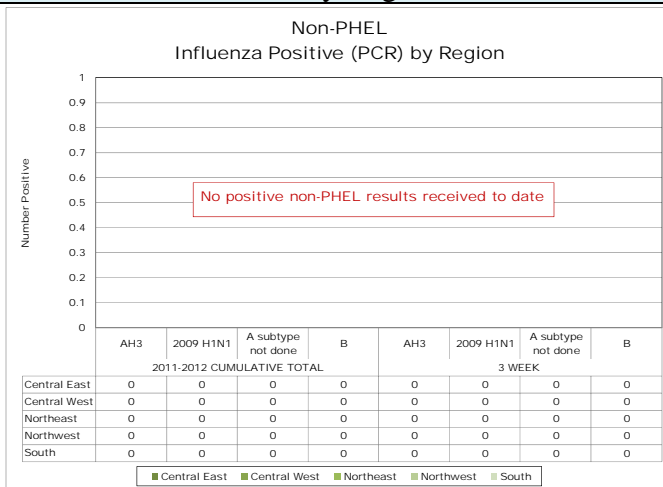 Non-PHEL
Influenza Positive (PCR) by Region
Number Positive
1
0.9
0.8
0.7
0.6
0.5
0.4
0.3
0.2
0.1
0
No positive non-PHEL results received to date
AH3 2009 H1N1 A subtype not done B AH3 2009 H1N1 A subtype not done B
2011-2012 CUMULATIVE TOTAL 3 WEEK
Central East 0 0 0 0 0 0 0 0
Central West 0 0 0 0 0 0 0 0
Northeast 0 0 0 0 0 0 0 0
Northwest 0 0 0 0 0 0 0 0
South 0 0 0 0 0 0 0 0
Central East Central West Northeast Northwest South